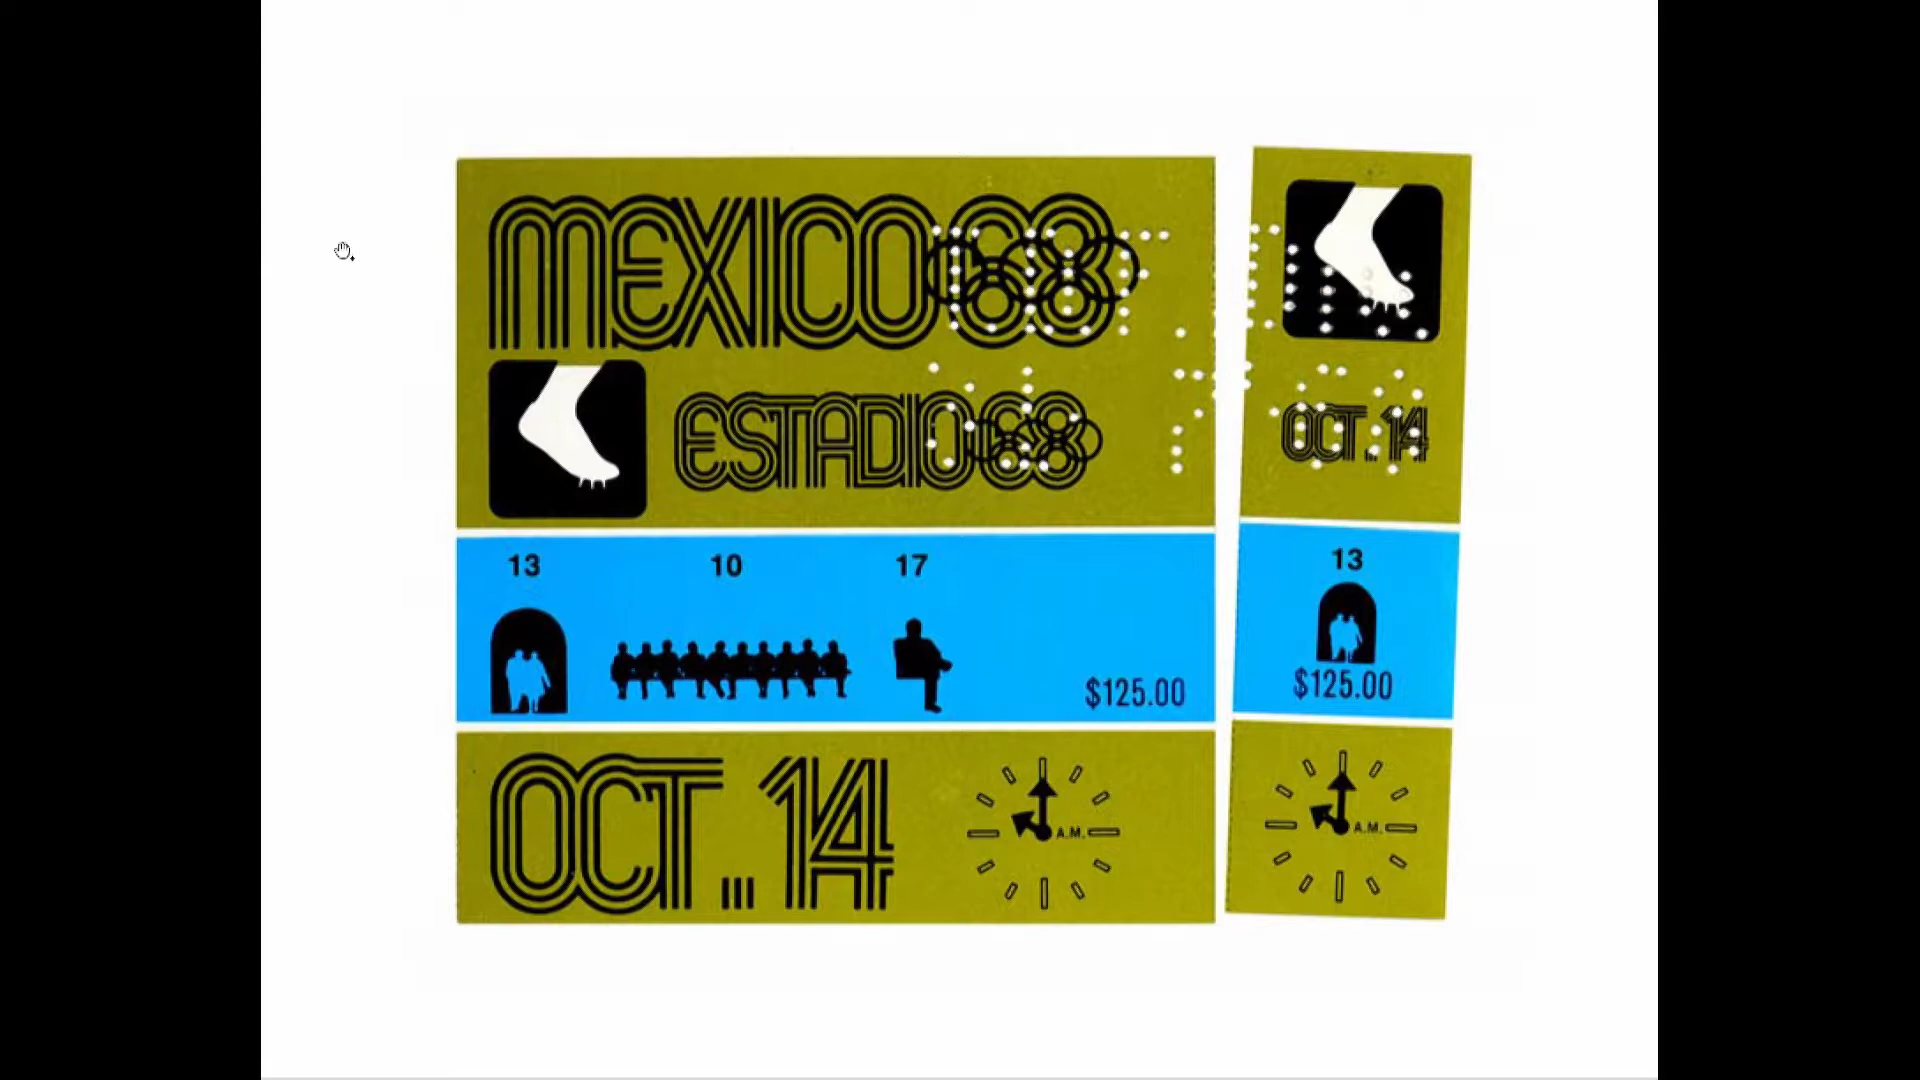 MEXICO68
ESTADIO68
13 10 17
$125.00
OCT. 14
A.M.
OCT. 14
13
$125.00
A.M.